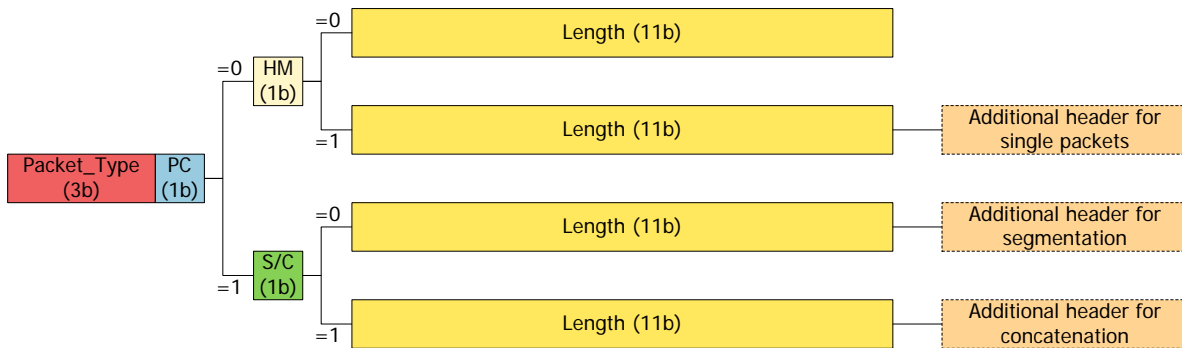 =0
Length (11b)
=0
HM
(1b)
=1
Length (11b)
Additional header for
single packets
Packet_Type
(3b)
PC
(1b)
=0
Length (11b)
Additional header for
segmentation
=1
S/C
(1b)
=1
Length (11b)
Additional header for
concatenation